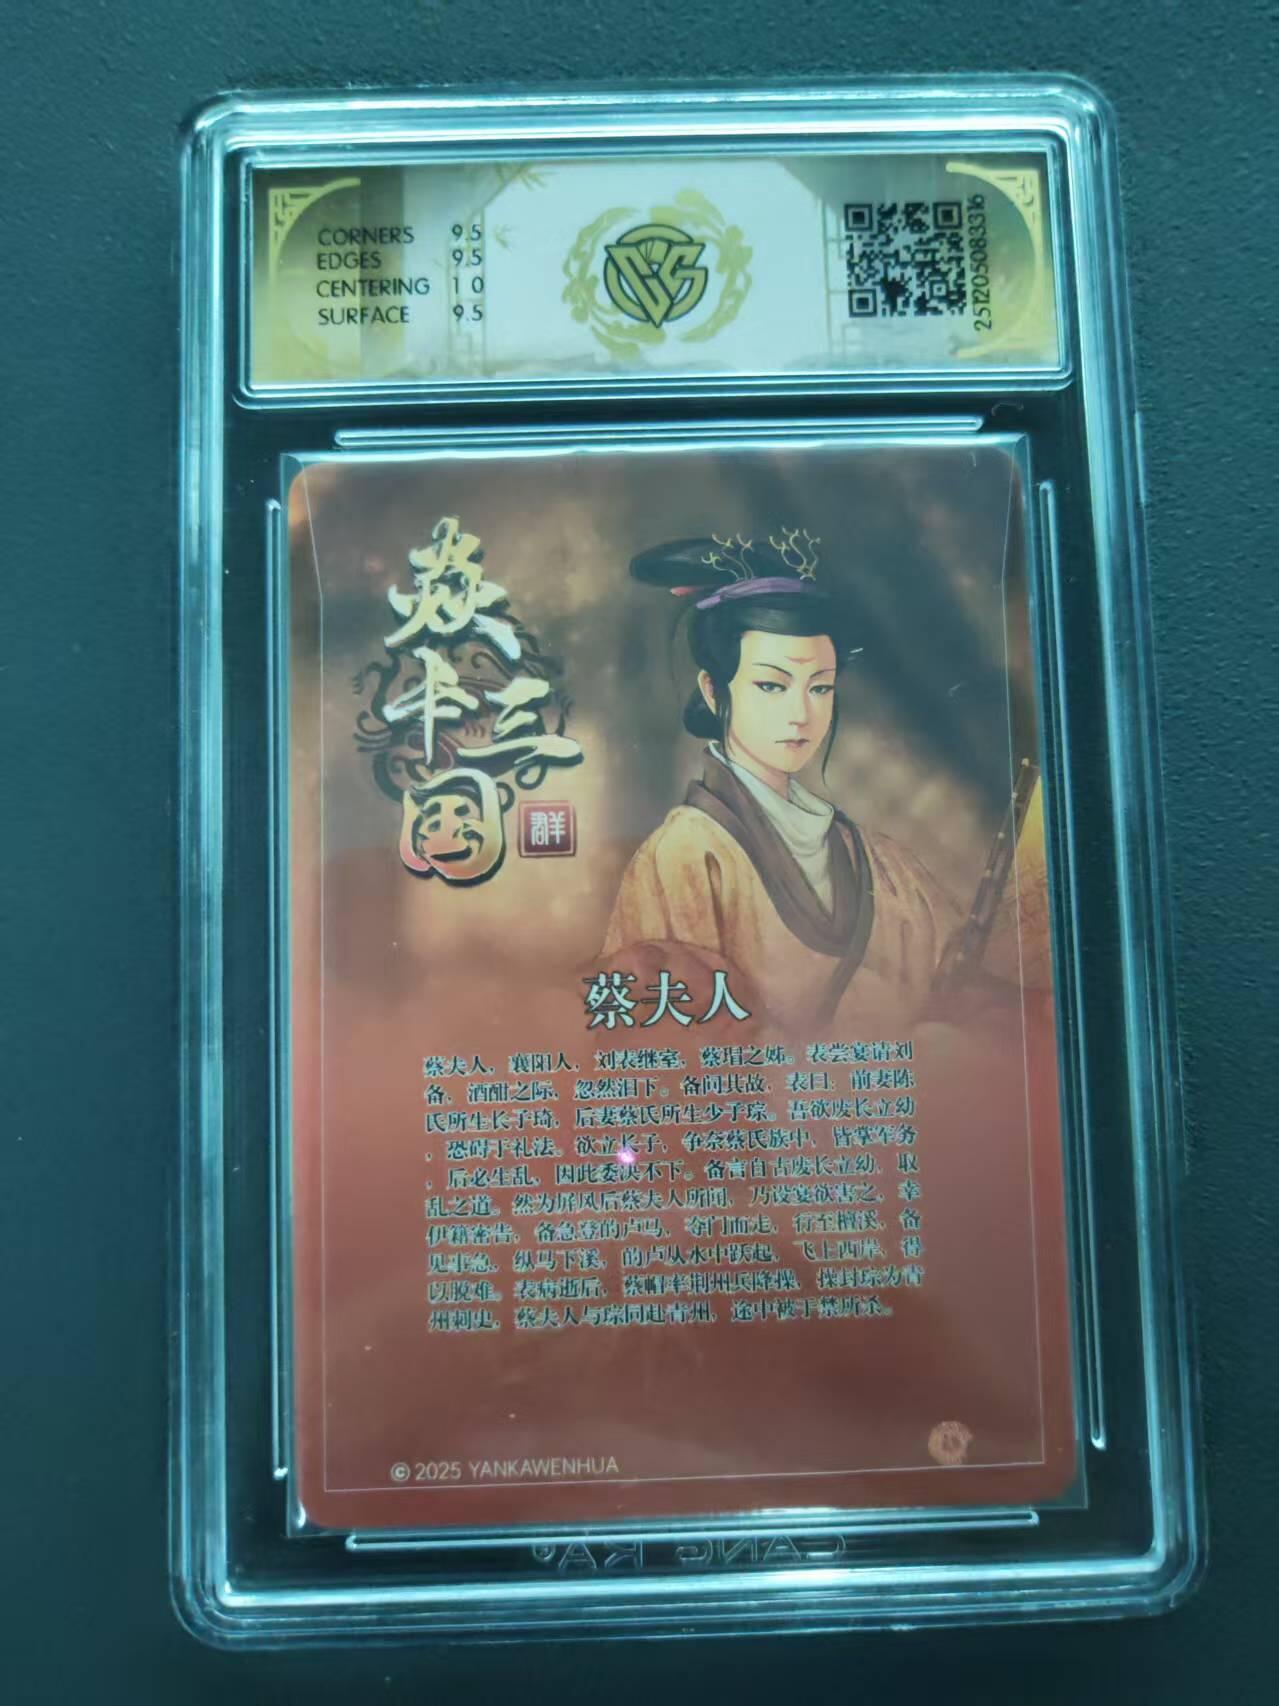 CORNERS 9.5
EDGES 9.5
CENTERING 10
SURFACE 9.5
CCS
251205083316
焱卡三国
群
蔡夫人
蔡夫人，襄阳人，刘表继室，蔡瑁之姊。表尝宴请刘
备，酒酣之际，忽然泪下。备问其故，表曰：前妻陈
氏所生长子琦，后妻蔡氏所生少子琮。吾欲废长立幼
，恐碍于礼法。欲立长子，争奈蔡氏族中，皆掌军务
，后必生乱，因此委决不下。备言自古废长立幼，取
乱之道。然为屏风后蔡夫人所闻，乃设宴欲害之，幸
伊籍密告，备急登的卢马，夺门而走，行至檀溪，备
见事急，纵马下溪，的卢从水中跃起，飞上西岸，得
以脱难。表病逝后，蔡帽率荆州兵降操，操封琮为青
州刺史，蔡夫人与琮同赴青州，途中被于禁所杀。
© 2025 YANKAWENHUA
CANG KA